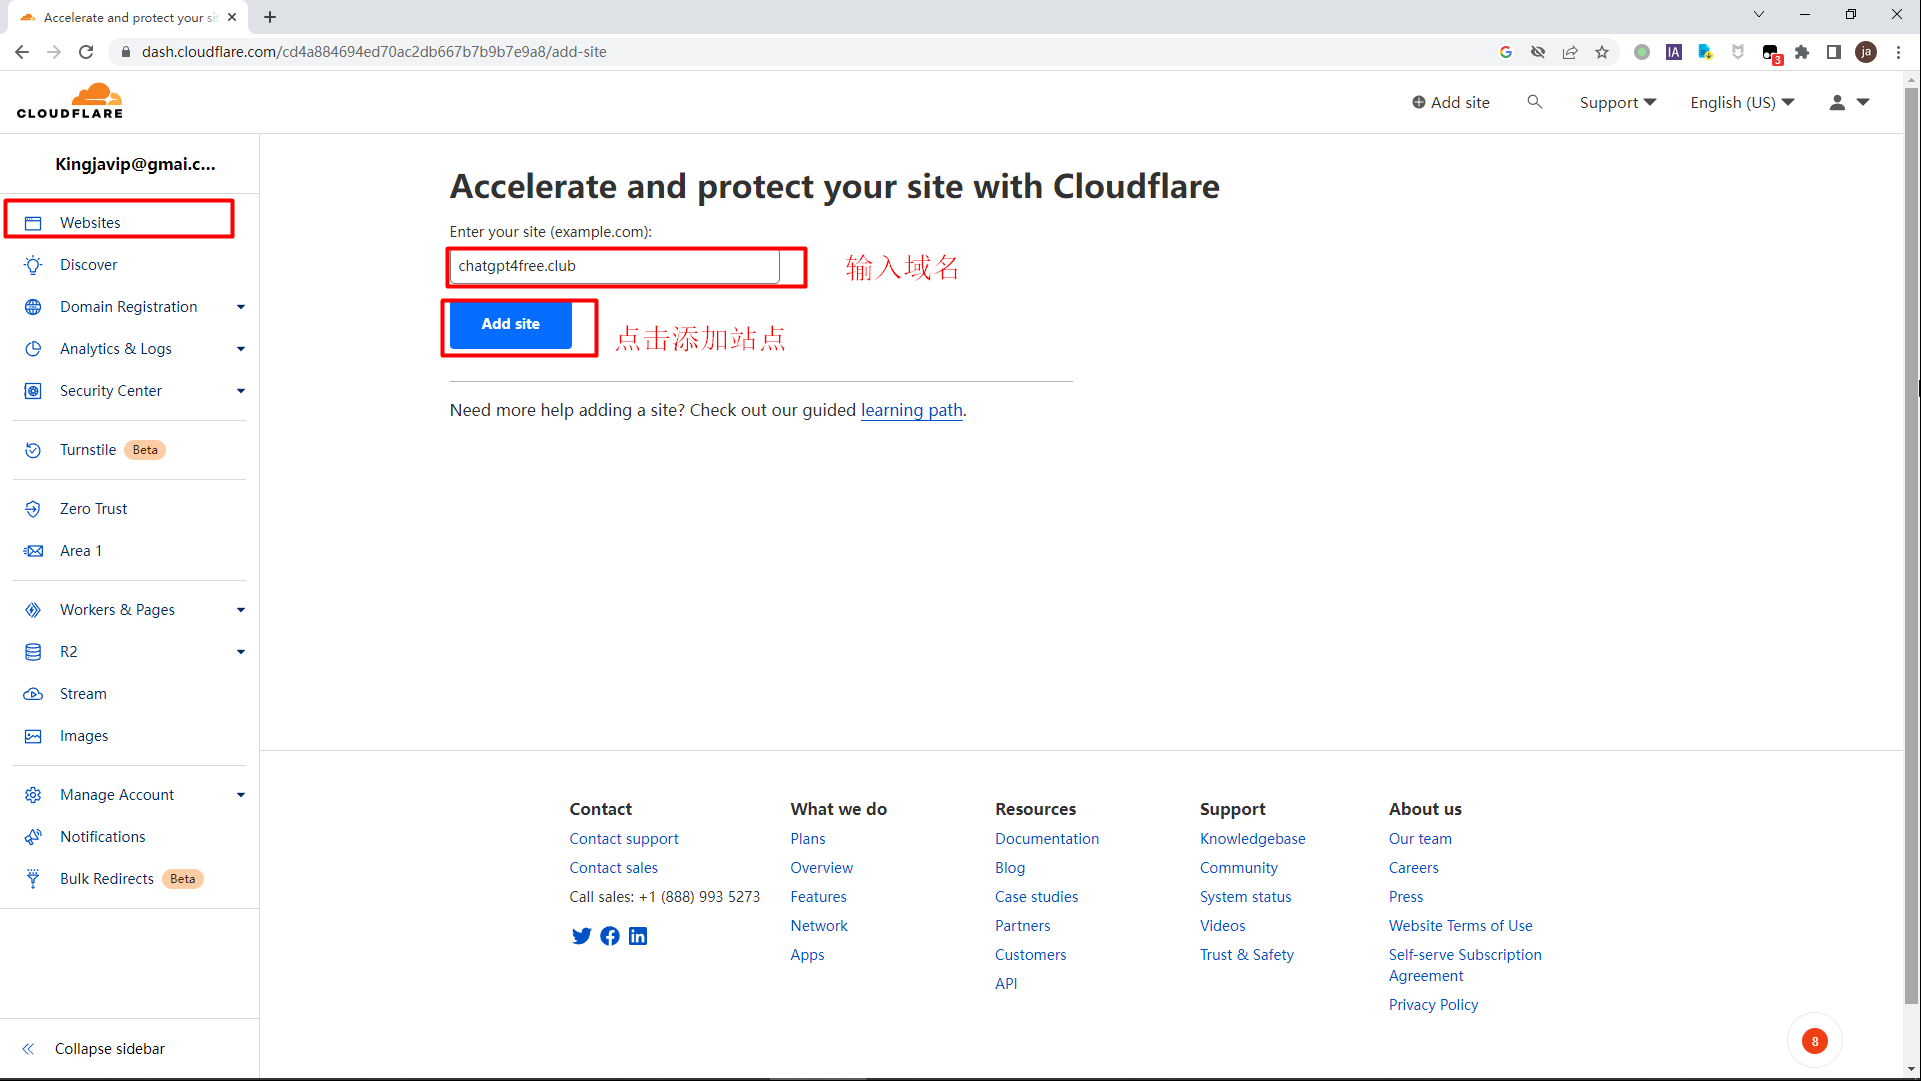 Accelerate and protect your si
dash.cloudflare.com/cd4a884694ed70ac2db667b7b9b7e9a8/add-site
IA
3
ja
CLOUDFLARE
Add site
Support
English (US)
Kingjavip@gmai.c...
Websites
Discover
Domain Registration
Analytics & Logs
Security Center
Turnstile Beta
Zero Trust
Area 1
Workers & Pages
R2
Stream
Images
Manage Account
Notifications
Bulk Redirects Beta
Collapse sidebar
Accelerate and protect your site with Cloudflare
Enter your site (example.com):
chatgpt4free.club
输入域名
Add site
点击添加站点
Need more help adding a site? Check out our guided learning path.
Contact
Contact support
Contact sales
Call sales: +1 (888) 993 5273
What we do
Plans
Overview
Features
Network
Apps
Resources
Documentation
Blog
Case studies
Partners
Customers
API
Support
Knowledgebase
Community
System status
Videos
Trust & Safety
About us
Our team
Careers
Press
Website Terms of Use
Self-serve Subscription
Agreement
Privacy Policy
8